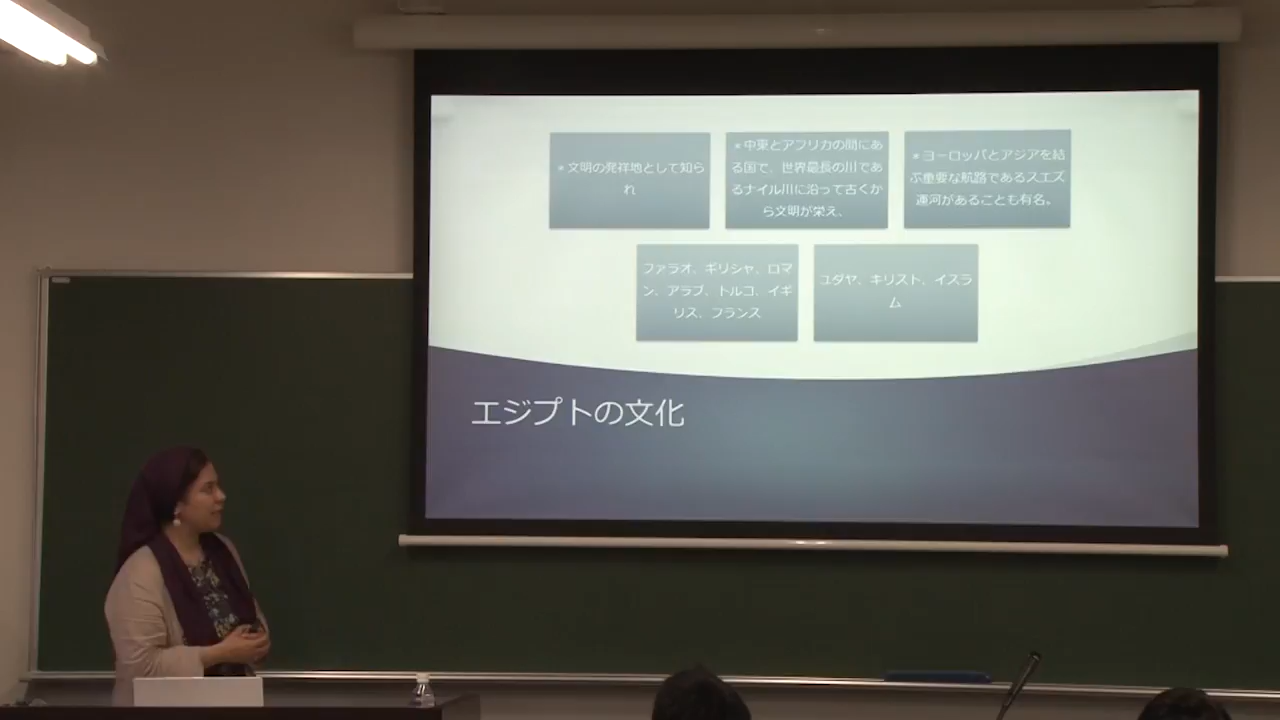 * 文明の発祥地として知ら
れ
* 中東とアフリカの間にあ
る国で、世界最長の川であ
るナイル川に沿って古くか
ら文明が栄え、
* ヨーロッパとアジアを結
ぶ重要な航路であるスエズ
運河があることも有名。
ファラオ、ギリシャ、ロマ
ン、アラブ、トルコ、イギ
リス、フランス
ユダヤ、キリスト、イスラ
ム
エジプトの文化